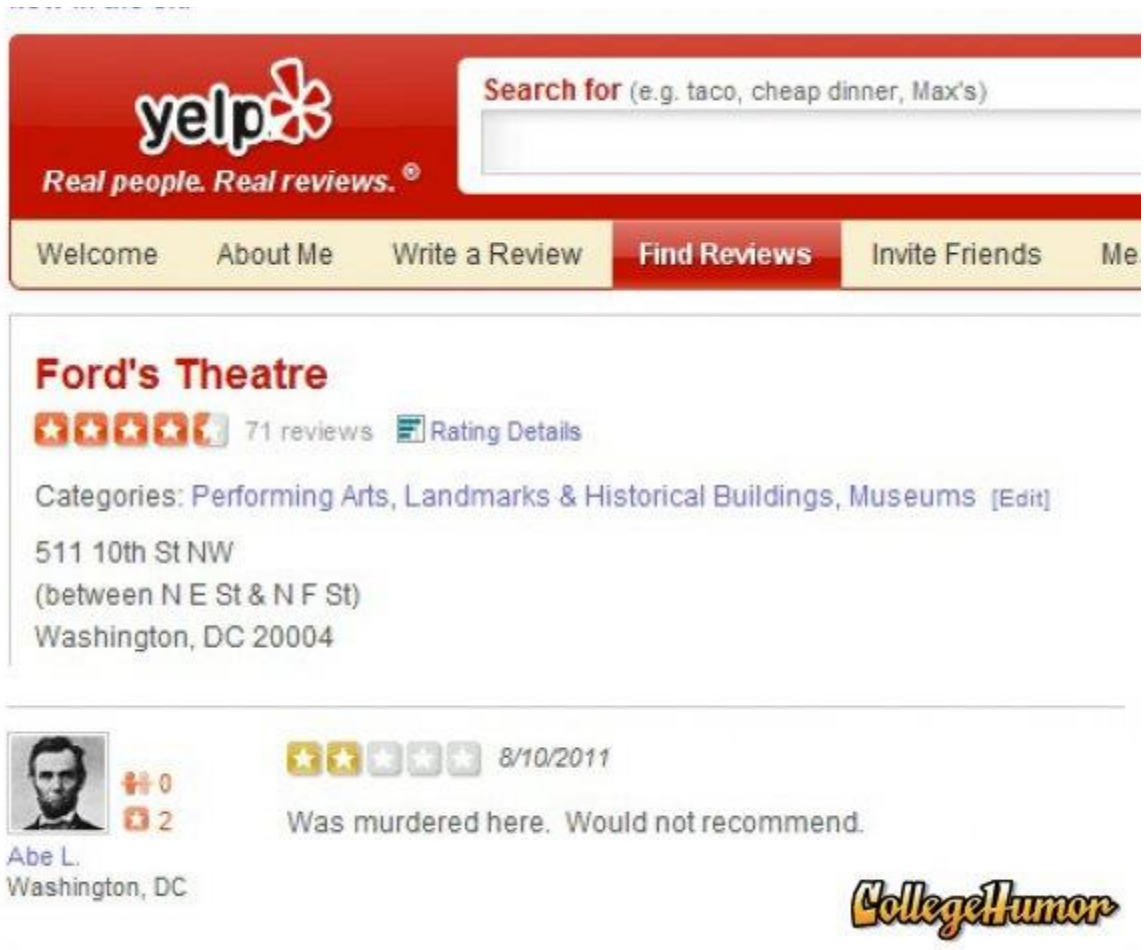 yelp
Search for (e.g. taco, cheap dinner, Max's)
Real people. Real reviews. ®
Welcome About Me Write a Review Find Reviews Invite Friends
Ford's Theatre
71 reviews Rating Details
Categories: Performing Arts, Landmarks & Historical Buildings, Museums [Edit]
511 10th St NW
(between N E St & N F St)
Washington, DC 20004
8/10/2011
0
2
Was murdered here. Would not recommend.
Abe L.
Washington, DC
CollegeHumor